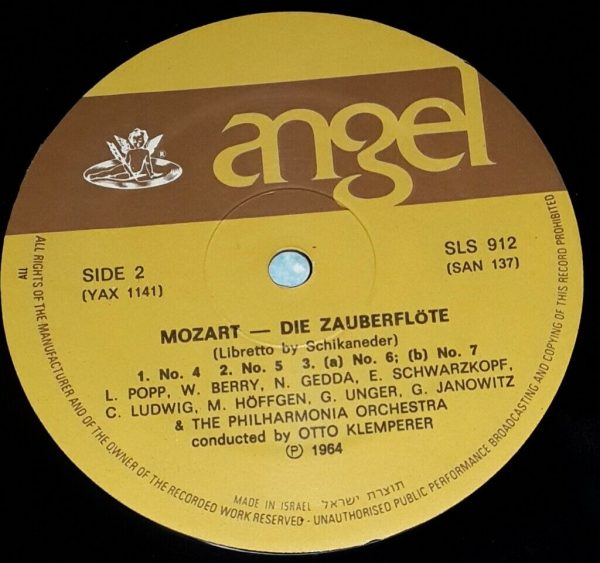 angel
R
SIDE 2
(YAX 1141)
SLS 912
(SAN 137)
MOZART — DIE ZAUBERFLÖTE
(Libretto by Schikaneder)
1. No. 4 2. No. 5 3. (a) No. 6; (b) No. 7
L. POPP, W. BERRY, N. GEDDA, E. SCHWARZKOPF,
C. LUDWIG, M. HÖFFGEN, G. UNGER, G. JANOWITZ
& THE PHILHARMONIA ORCHESTRA
conducted by OTTO KLEMPERER
Ⓟ 1964
MADE IN ISRAEL תוצרת ישראל
ALL RIGHTS OF THE MANUFACTURER AND OF THE OWNER OF THE RECORDED WORK RESERVED - UNAUTHORISED PUBLIC PERFORMANCE BROADCASTING AND COPYING OF THIS RECORD PROHIBITED